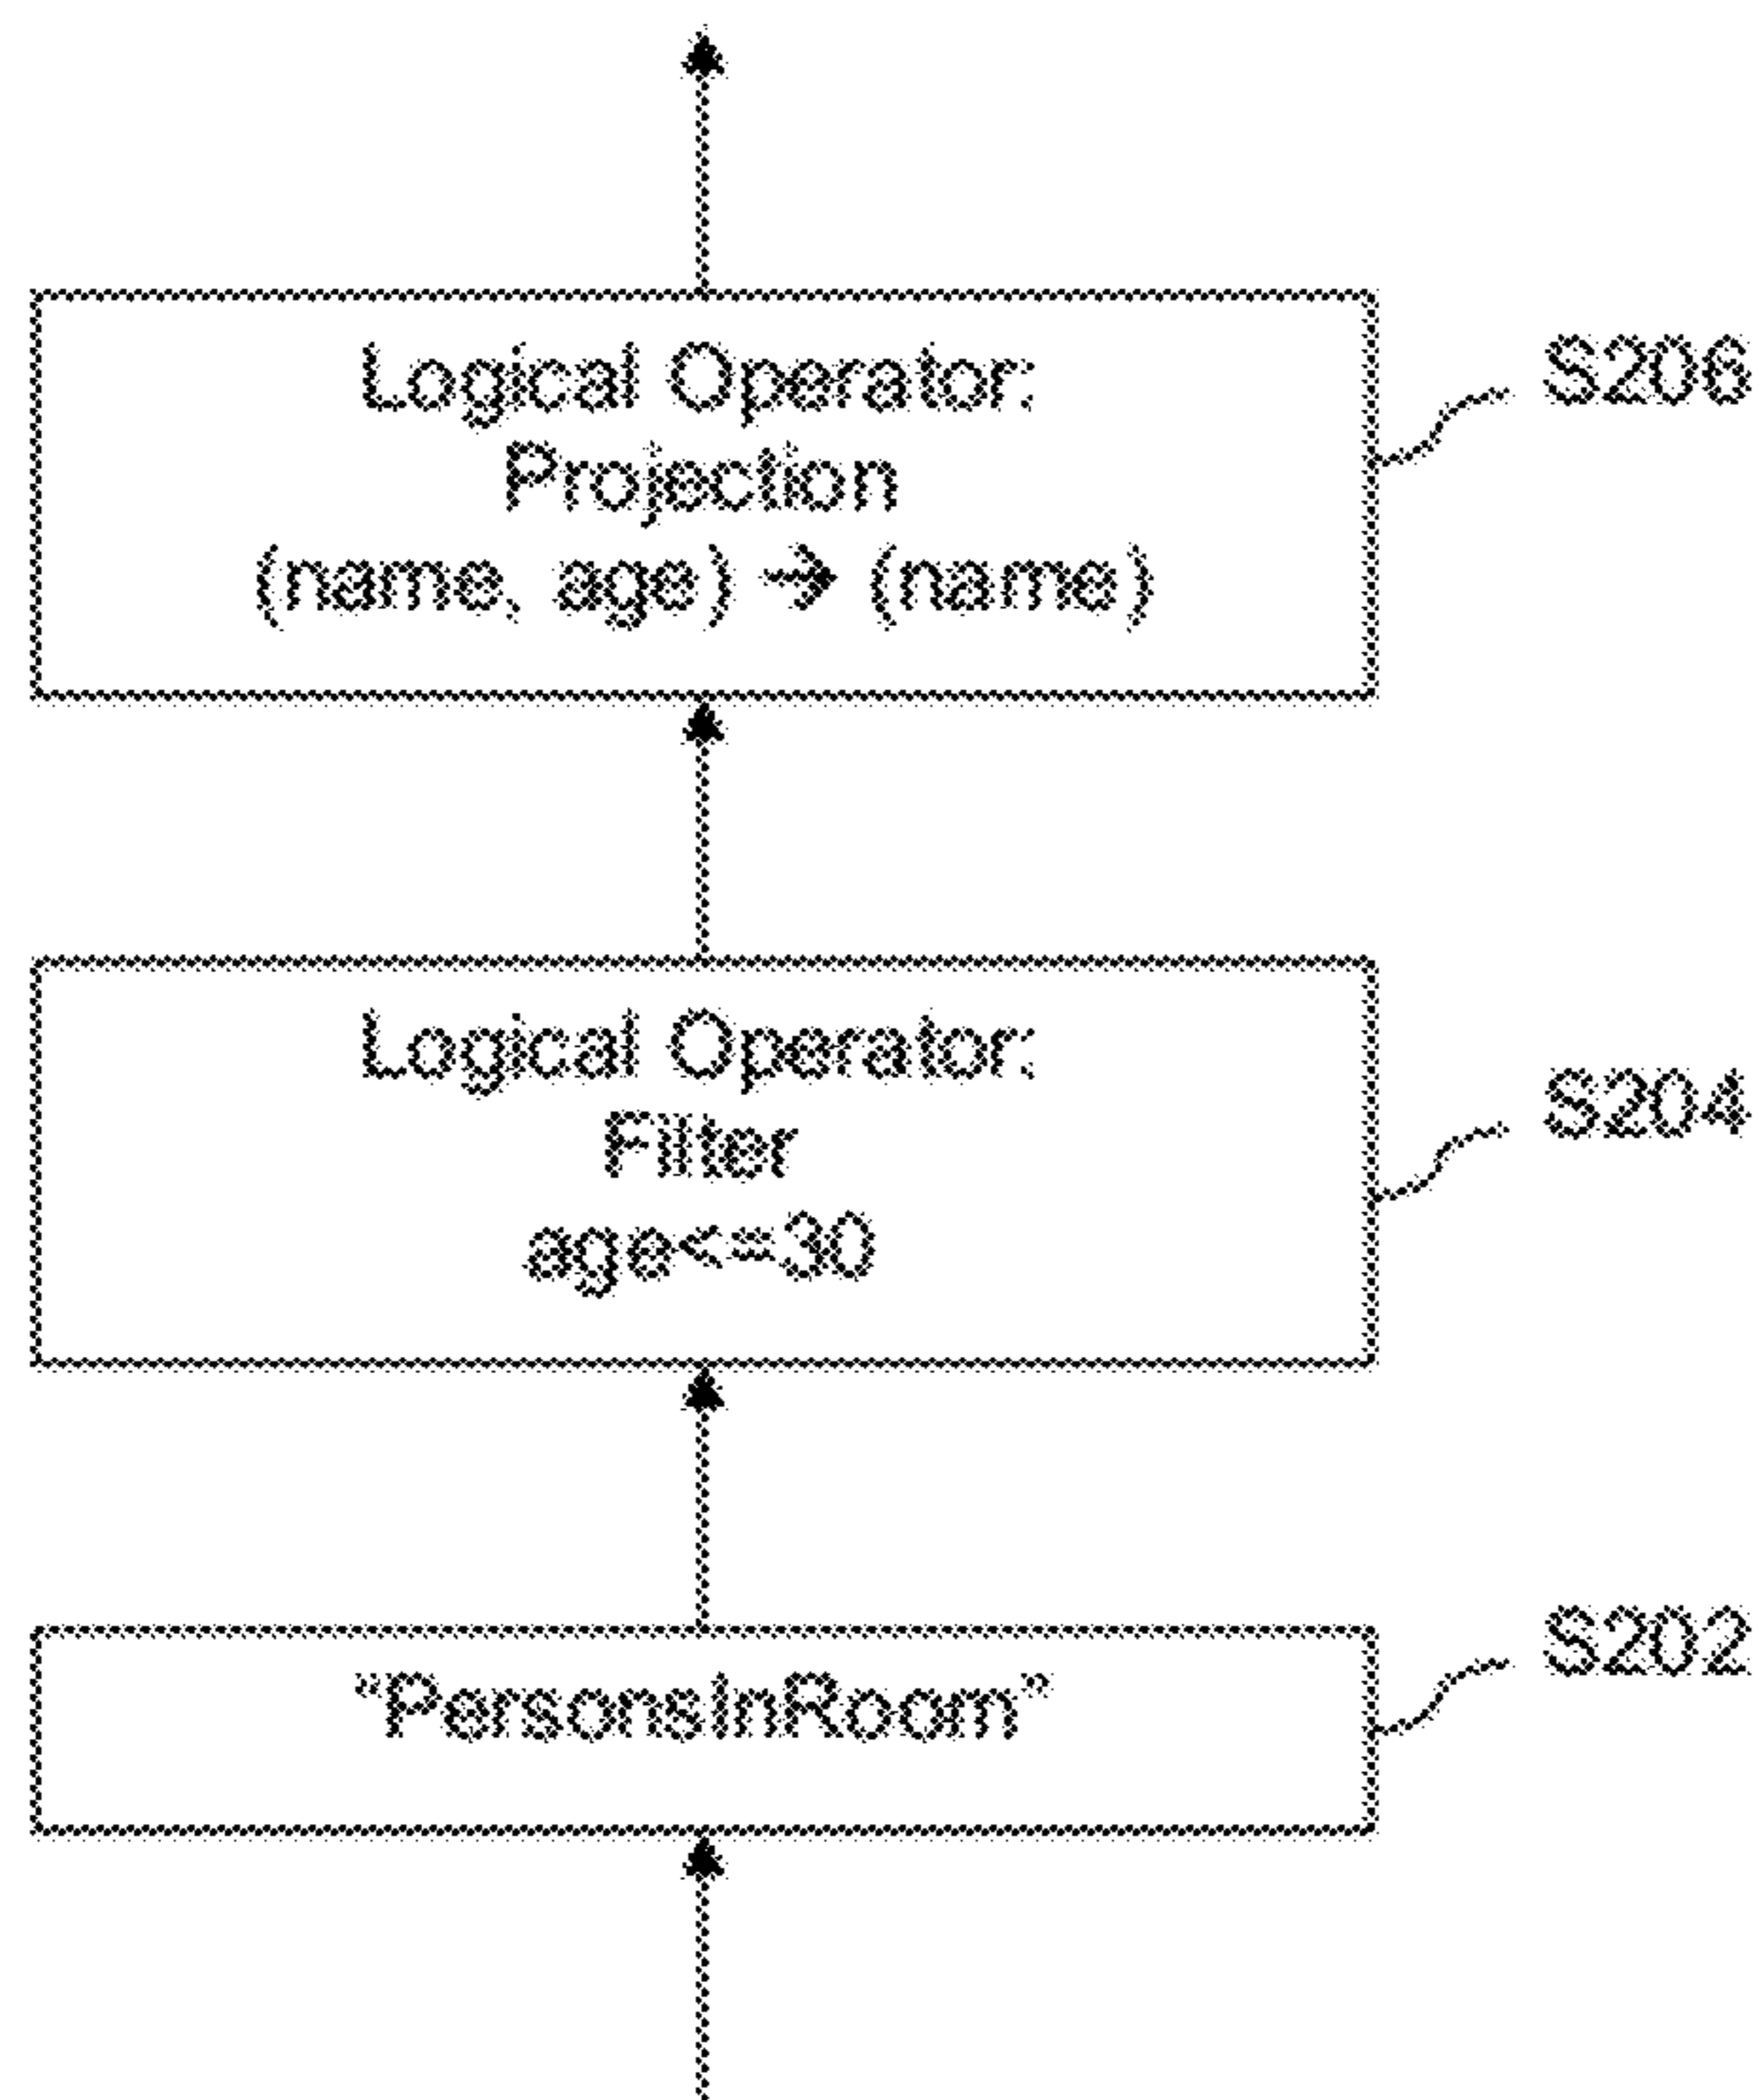 Logical Operator:
Projection
(name, age) → (name)
S206
Logical Operator:
Filter
age<=30
S204
"PersonsInRoom"
S202